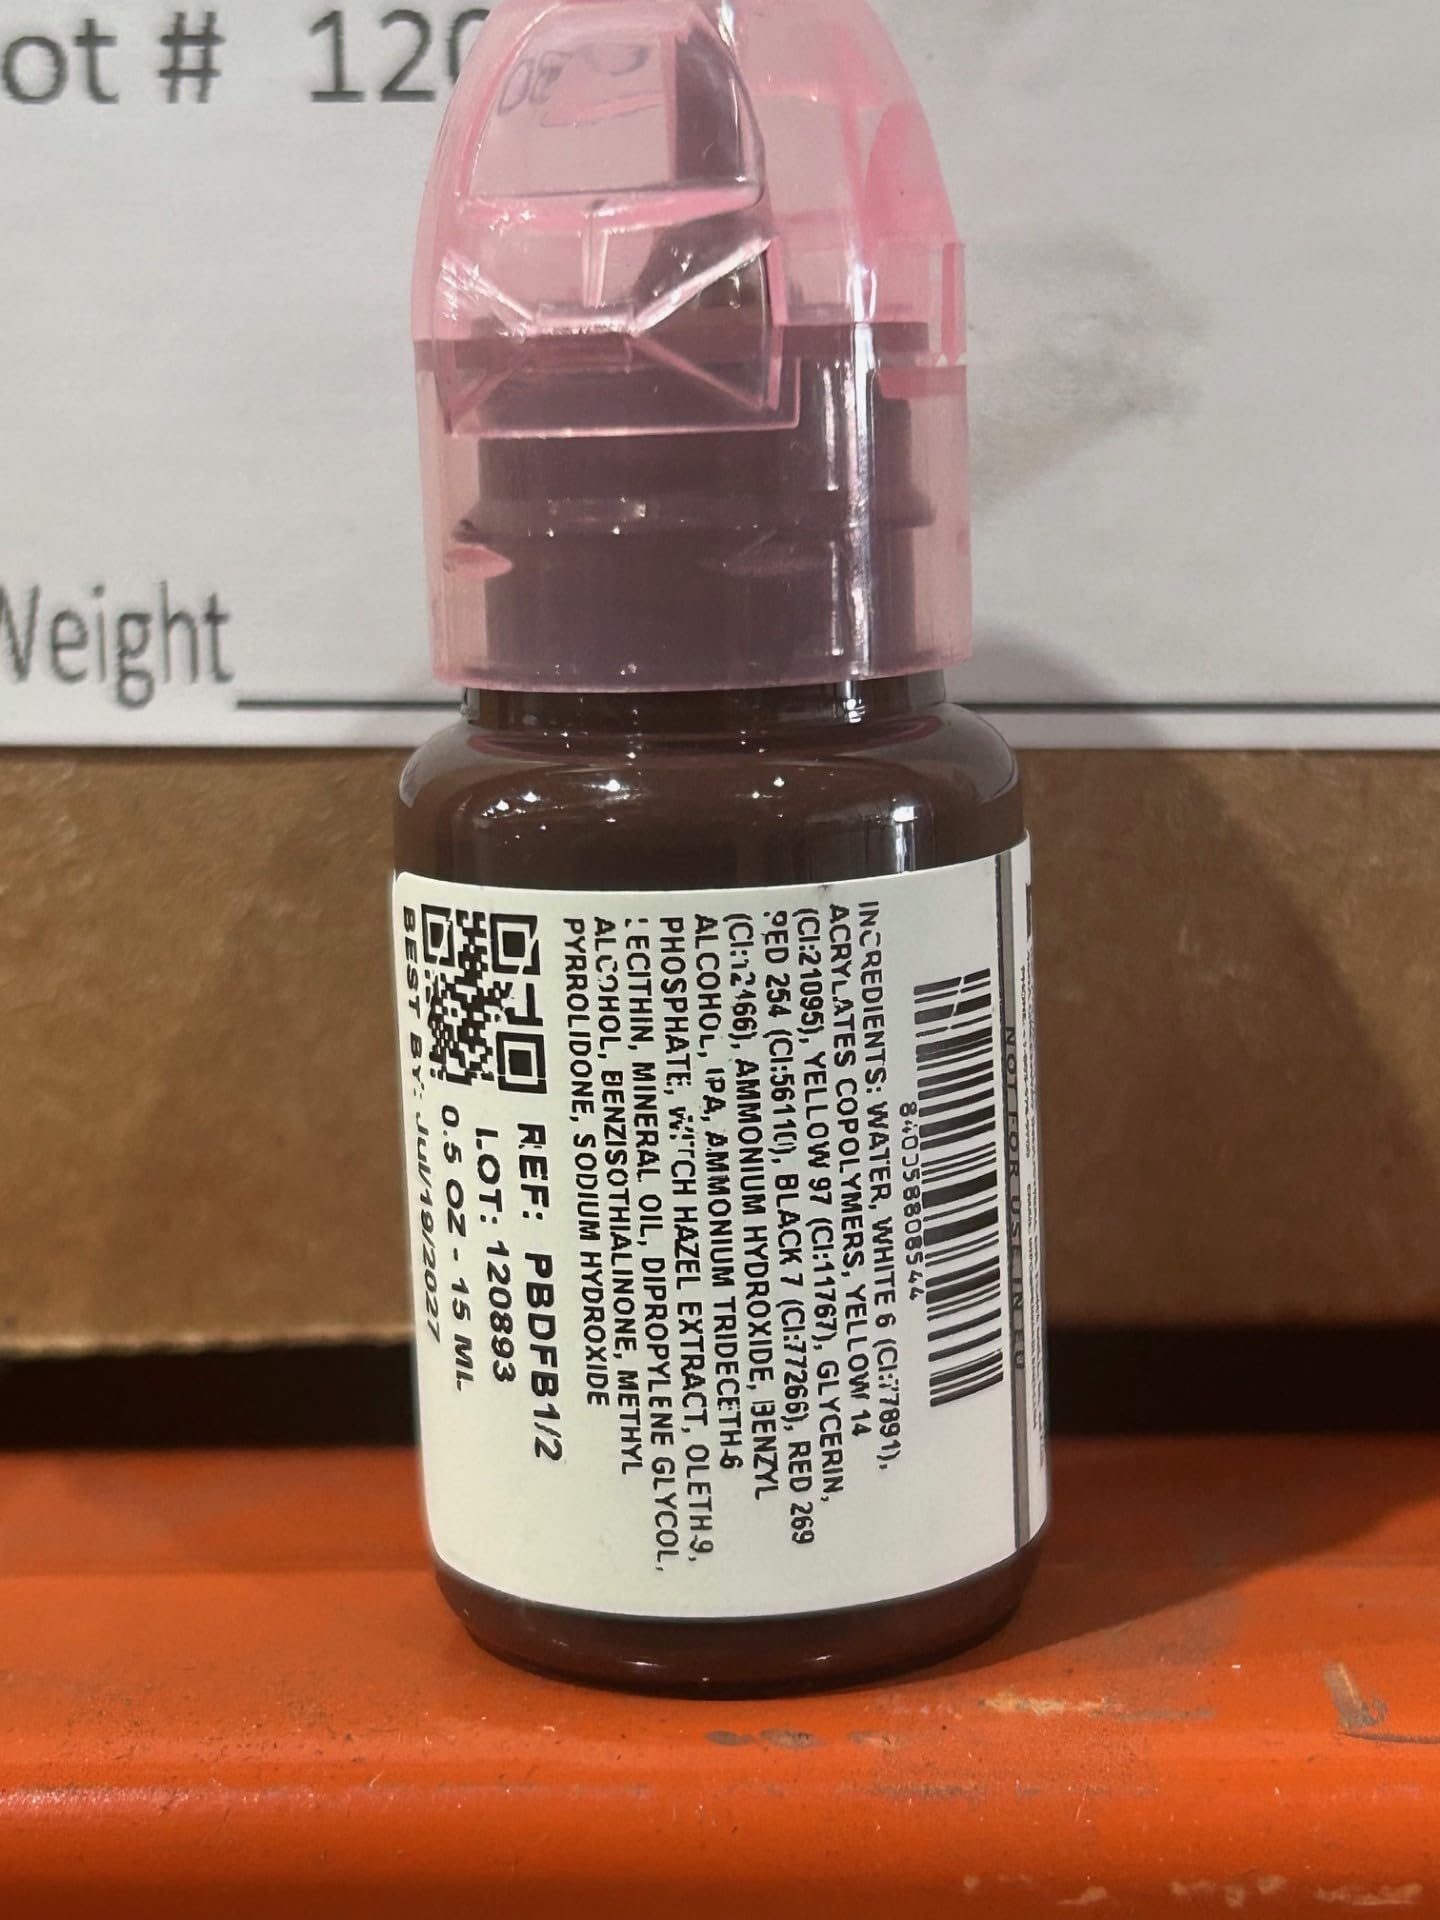 ot # 120
Weight
840058808544
INGREDIENTS: WATER, WHITE 6 (CI:77891),
ACRYLATES COPOLYMERS, YELLOW 14
(CI:21095), YELLOW 97 (CI:11767), GLYCERIN,
RED 254 (CI:56110), BLACK 7 (CI:77266), RED 269
(CI:12466), AMMONIUM HYDROXIDE, BENZYL
ALCOHOL, IPA, AMMONIUM TRIDECETH-6
PHOSPHATE, WITCH HAZEL EXTRACT, OLETH-9,
LECITHIN, MINERAL OIL, DIPROPYLENE GLYCOL,
ALCOHOL, BENZISOTHIALINONE, METHYL
PYRROLIDONE, SODIUM HYDROXIDE
REF: PBDFB1/2
LOT: 120893
0.5 OZ - 15 ML
BEST BY: Jul/19/2027
NOT FOR USE IN EU